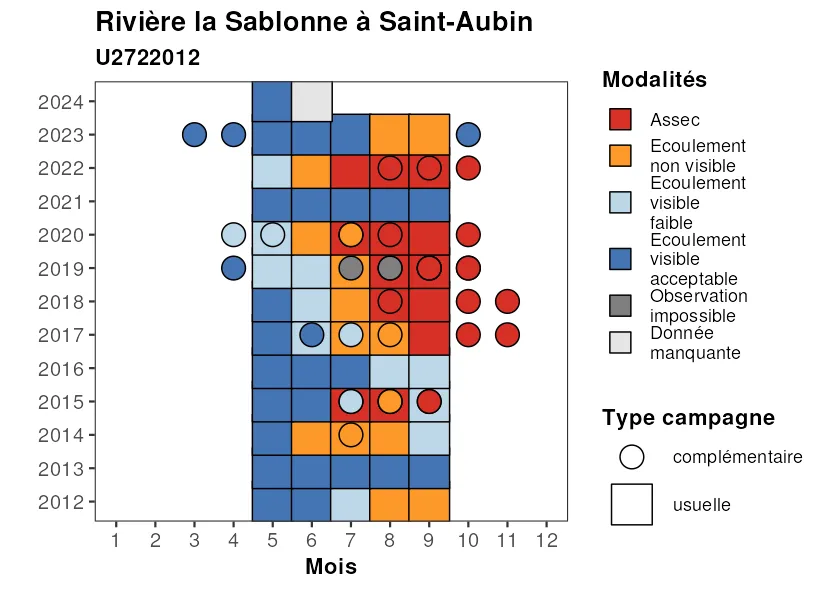 Rivière la Sablonne à Saint-Aubin
U2722012
2024
2023
2022
2021
2020
2019
2018
2017
2016
2015
2014
2013
2012
1 2 3 4 5 6 7 8 9 10 11 12
Mois
Modalités
Assec
Ecoulement
non visible
Ecoulement
visible
faible
Ecoulement
visible
acceptable
Observation
impossible
Donnée
manquante
Type campagne
complémentaire
usuelle